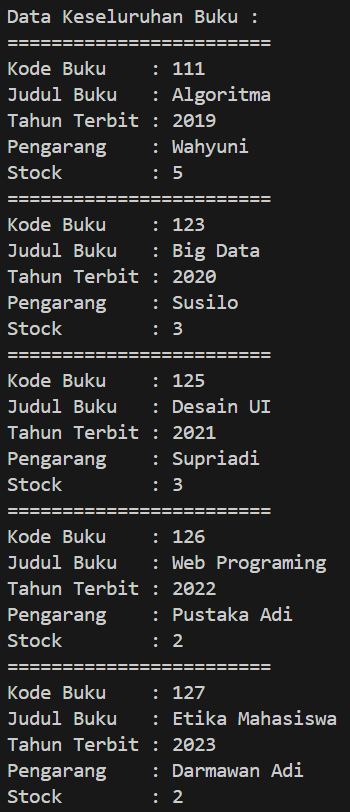 Data Keseluruhan Buku :
========================
Kode Buku    : 111
Judul Buku   : Algoritma
Tahun Terbit : 2019
Pengarang    : Wahyuni
Stock        : 5
========================
Kode Buku    : 123
Judul Buku   : Big Data
Tahun Terbit : 2020
Pengarang    : Susilo
Stock        : 3
========================
Kode Buku    : 125
Judul Buku   : Desain UI
Tahun Terbit : 2021
Pengarang    : Supriadi
Stock        : 3
========================
Kode Buku    : 126
Judul Buku   : Web Programing
Tahun Terbit : 2022
Pengarang    : Pustaka Adi
Stock        : 2
========================
Kode Buku    : 127
Judul Buku   : Etika Mahasiswa
Tahun Terbit : 2023
Pengarang    : Darmawan Adi
Stock        : 2